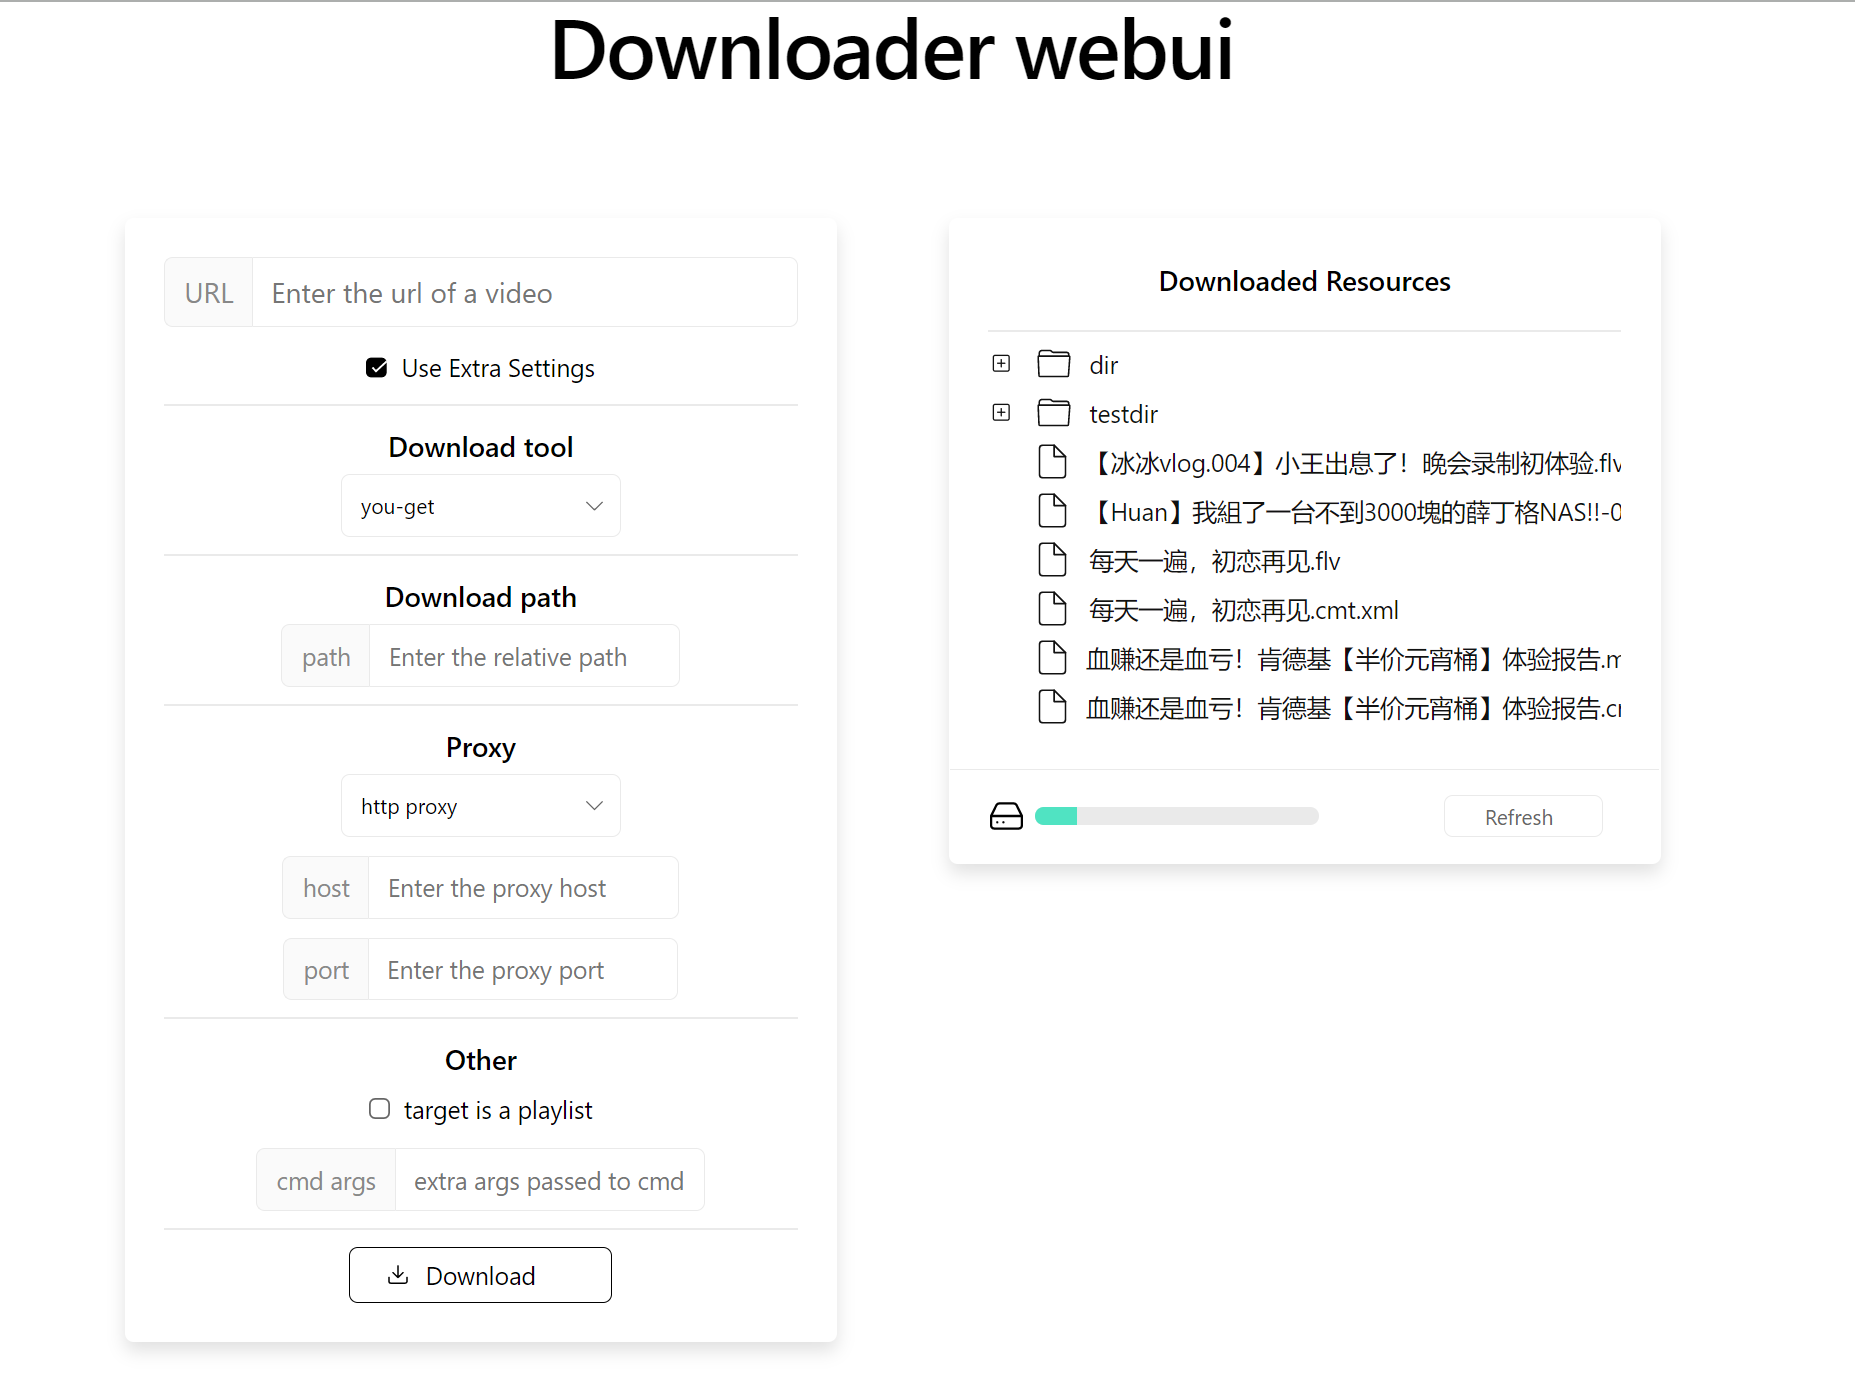 Downloader webui
URL Enter the url of a video
Use Extra Settings
Download tool
you-get
Download path
path Enter the relative path
Proxy
http proxy
host Enter the proxy host
port Enter the proxy port
Other
target is a playlist
cmd args extra args passed to cmd
Download
Downloaded Resources
dir
testdir
【冰冰vlog.004】小王出息了！晚会录制初体验.flv
【Huan】我組了一台不到3000塊的薛丁格NAS!!-0
每天一遍，初恋再见.flv
每天一遍，初恋再见.cmt.xml
血赚还是血亏！肯德基【半价元宵桶】体验报告.m
血赚还是血亏！肯德基【半价元宵桶】体验报告.c
Refresh